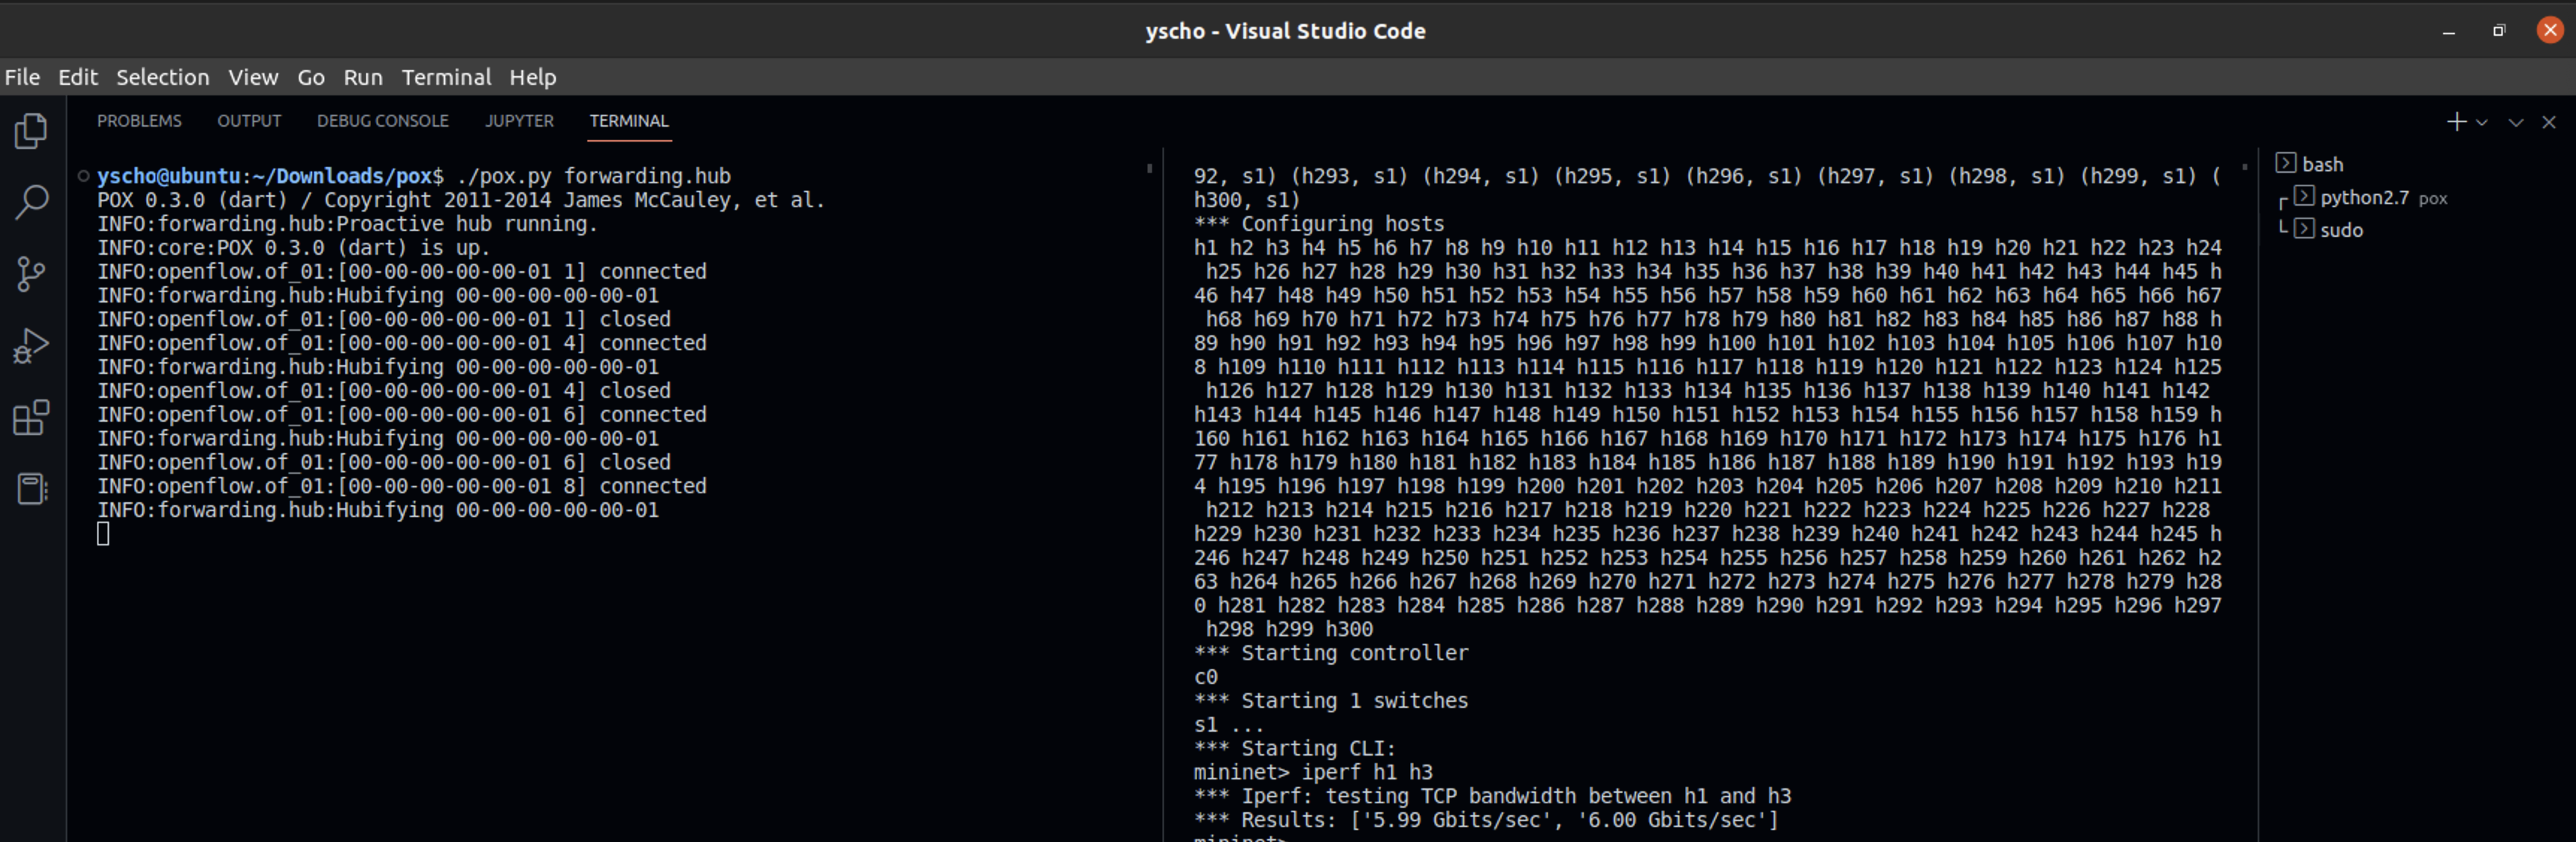 yscho - Visual Studio Code
File Edit Selection View Go Run Terminal Help
PROBLEMS OUTPUT DEBUG CONSOLE JUPYTER TERMINAL
yscho@ubuntu:~/Downloads/pox$ ./pox.py forwarding.hub
POX 0.3.0 (dart) / Copyright 2011-2014 James McCauley, et al.
INFO:forwarding.hub:Proactive hub running.
INFO:core:POX 0.3.0 (dart) is up.
INFO:openflow.of_01:[00-00-00-00-00-01 1] connected
INFO:forwarding.hub:Hubifying 00-00-00-00-00-01
INFO:openflow.of_01:[00-00-00-00-00-01 1] closed
INFO:openflow.of_01:[00-00-00-00-00-01 4] connected
INFO:forwarding.hub:Hubifying 00-00-00-00-00-01
INFO:openflow.of_01:[00-00-00-00-00-01 4] closed
INFO:openflow.of_01:[00-00-00-00-00-01 6] connected
INFO:forwarding.hub:Hubifying 00-00-00-00-00-01
INFO:openflow.of_01:[00-00-00-00-00-01 6] closed
INFO:openflow.of_01:[00-00-00-00-00-01 8] connected
INFO:forwarding.hub:Hubifying 00-00-00-00-00-01
92, s1) (h293, s1) (h294, s1) (h295, s1) (h296, s1) (h297, s1) (h298, s1) (h299, s1) (
h300, s1)
*** Configuring hosts
h1 h2 h3 h4 h5 h6 h7 h8 h9 h10 h11 h12 h13 h14 h15 h16 h17 h18 h19 h20 h21 h22 h23 h24
h25 h26 h27 h28 h29 h30 h31 h32 h33 h34 h35 h36 h37 h38 h39 h40 h41 h42 h43 h44 h45 h
46 h47 h48 h49 h50 h51 h52 h53 h54 h55 h56 h57 h58 h59 h60 h61 h62 h63 h64 h65 h66 h67
h68 h69 h70 h71 h72 h73 h74 h75 h76 h77 h78 h79 h80 h81 h82 h83 h84 h85 h86 h87 h88 h
89 h90 h91 h92 h93 h94 h95 h96 h97 h98 h99 h100 h101 h102 h103 h104 h105 h106 h107 h10
8 h109 h110 h111 h112 h113 h114 h115 h116 h117 h118 h119 h120 h121 h122 h123 h124 h125
h126 h127 h128 h129 h130 h131 h132 h133 h134 h135 h136 h137 h138 h139 h140 h141 h142
h143 h144 h145 h146 h147 h148 h149 h150 h151 h152 h153 h154 h155 h156 h157 h158 h159 h
160 h161 h162 h163 h164 h165 h166 h167 h168 h169 h170 h171 h172 h173 h174 h175 h176 h1
77 h178 h179 h180 h181 h182 h183 h184 h185 h186 h187 h188 h189 h190 h191 h192 h193 h19
4 h195 h196 h197 h198 h199 h200 h201 h202 h203 h204 h205 h206 h207 h208 h209 h210 h211
h212 h213 h214 h215 h216 h217 h218 h219 h220 h221 h222 h223 h224 h225 h226 h227 h228
h229 h230 h231 h232 h233 h234 h235 h236 h237 h238 h239 h240 h241 h242 h243 h244 h245 h
246 h247 h248 h249 h250 h251 h252 h253 h254 h255 h256 h257 h258 h259 h260 h261 h262 h2
63 h264 h265 h266 h267 h268 h269 h270 h271 h272 h273 h274 h275 h276 h277 h278 h279 h28
0 h281 h282 h283 h284 h285 h286 h287 h288 h289 h290 h291 h292 h293 h294 h295 h296 h297
h298 h299 h300
*** Starting controller
c0
*** Starting 1 switches
s1 ...
*** Starting CLI:
mininet> iperf h1 h3
*** Iperf: testing TCP bandwidth between h1 and h3
*** Results: ['5.99 Gbits/sec', '6.00 Gbits/sec']
mininet>
bash
python2.7 pox
sudo